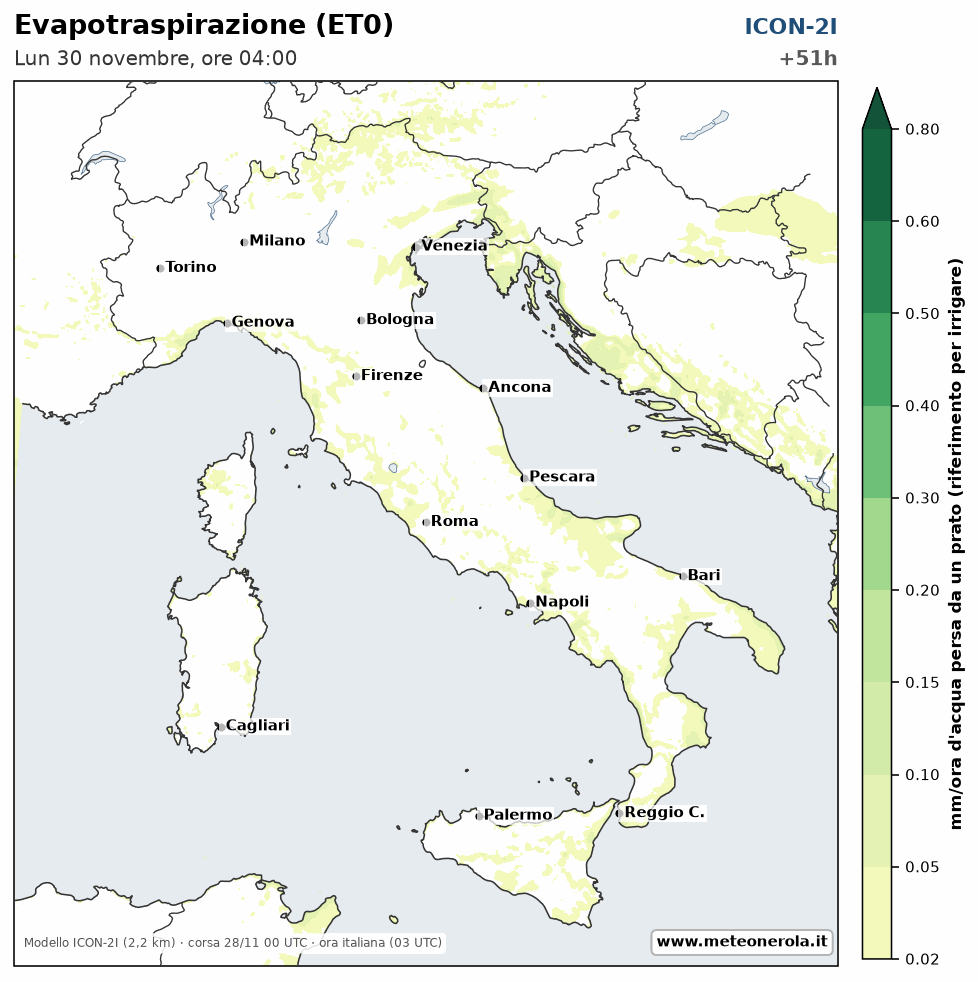 Evapotraspirazione (ET0)
ICON-2I
Lun 30 novembre, ore 04:00
+51h
Milano
Venezia
Torino
Genova
Bologna
Firenze
Ancona
Pescara
Roma
Bari
Napoli
Cagliari
Palermo
Reggio C.
Modello ICON-2I (2,2 km) · corsa 28/11 00 UTC · ora italiana (03 UTC)
www.meteonerola.it
0.80
0.60
0.50
0.40
0.30
0.20
0.15
0.10
0.05
0.02
mm/ora d'acqua persa da un prato (riferimento per irrigare)